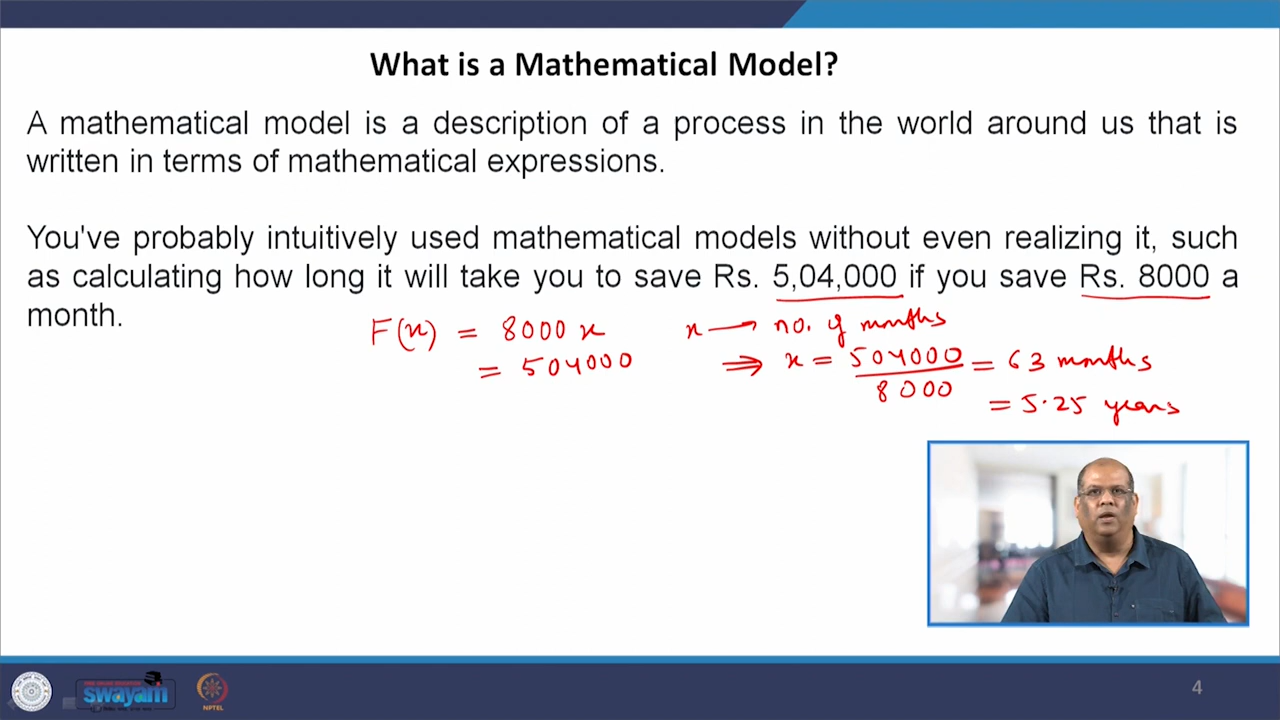 What is a Mathematical Model?
A mathematical model is a description of a process in the world around us that is
written in terms of mathematical expressions.
You've probably intuitively used mathematical models without even realizing it, such
as calculating how long it will take you to save Rs. 5,04,000 if you save Rs. 8000 a
month.
F(x) = 8000 x
= 504000
x → no. of months
⇒ x = 504000 / 8000 = 63 months
= 5.25 years
swayam
NPTEL
4